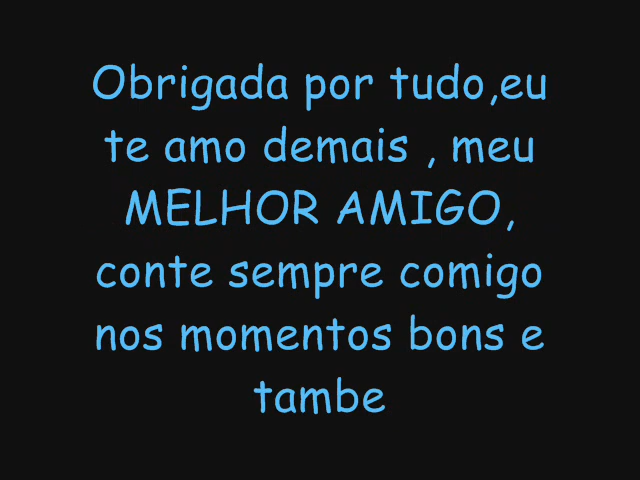 Obrigada por tudo,eu
te amo demais , meu
MELHOR AMIGO,
conte sempre comigo
nos momentos bons e
tambe